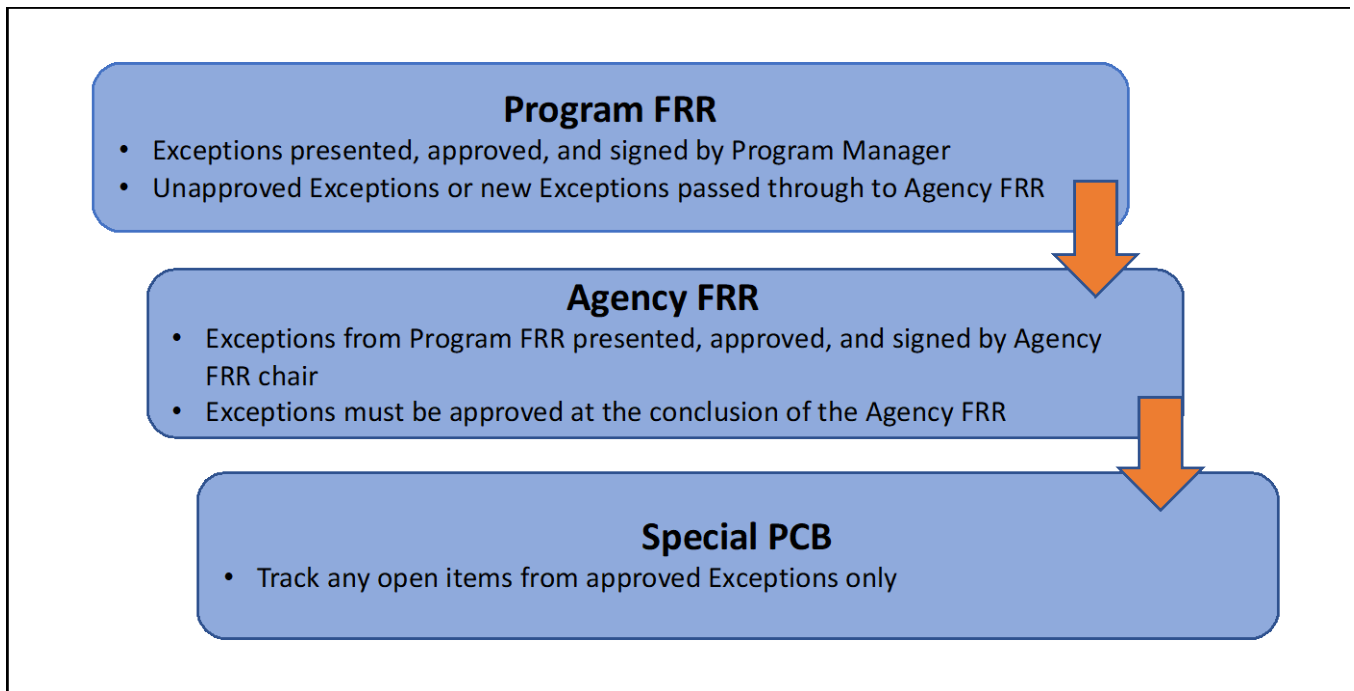 Program FRR
• Exceptions presented, approved, and signed by Program Manager
• Unapproved Exceptions or new Exceptions passed through to Agency FRR
Agency FRR
• Exceptions from Program FRR presented, approved, and signed by Agency
FRR chair
• Exceptions must be approved at the conclusion of the Agency FRR
Special PCB
• Track any open items from approved Exceptions only